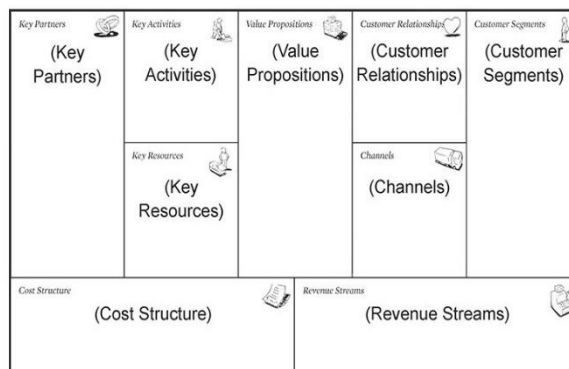 Key Partners
(Key
Partners)
Key Activities
(Key
Activities)
Key Resources
(Key
Resources)
Value Propositions
(Value
Propositions)
Customer Relationships
(Customer
Relationships)
Channels
(Channels)
Customer Segments
(Customer
Segments)
Cost Structure
(Cost Structure)
Revenue Streams
(Revenue Streams)